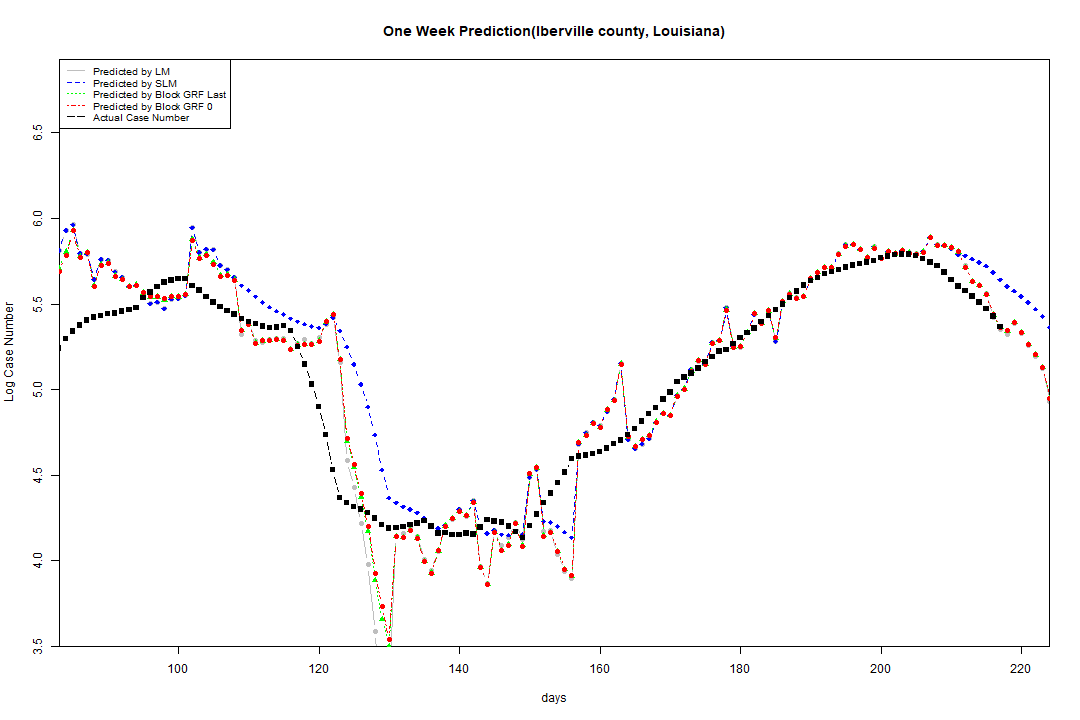 One Week Prediction(Iberville county, Louisiana)
Predicted by LM
Predicted by SLM
Predicted by Block GRF Last
Predicted by Block GRF 0
Actual Case Number
Log Case Number
6.5
6.0
5.5
5.0
4.5
4.0
3.5
100 120 140 160 180 200 220
days